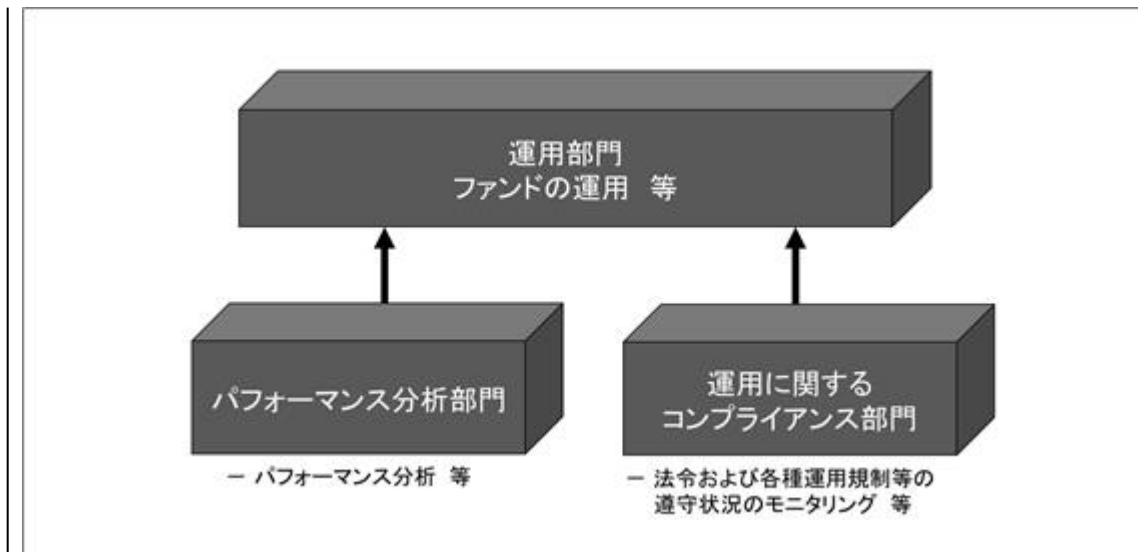 運用部門
ファンドの運用 等
パフォーマンス分析部門
運用に関する
コンプライアンス部門
－ パフォーマンス分析 等
－ 法令および各種運用規制等の
遵守状況のモニタリング 等